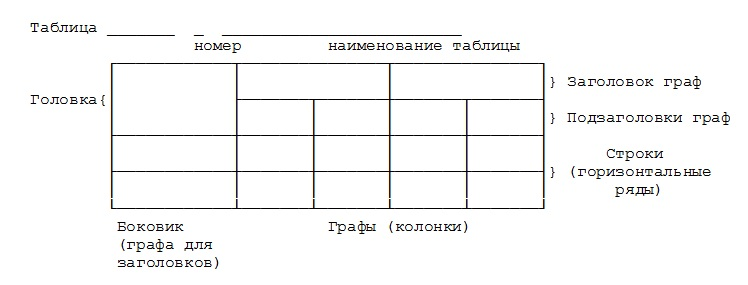 Таблица _______ _ _________________________
номер наименование таблицы
} Заголовок граф
Головка{
} Подзаголовки граф
Строки
} (горизонтальные
ряды)
Боковик Графы (колонки)
(графа для
заголовков)